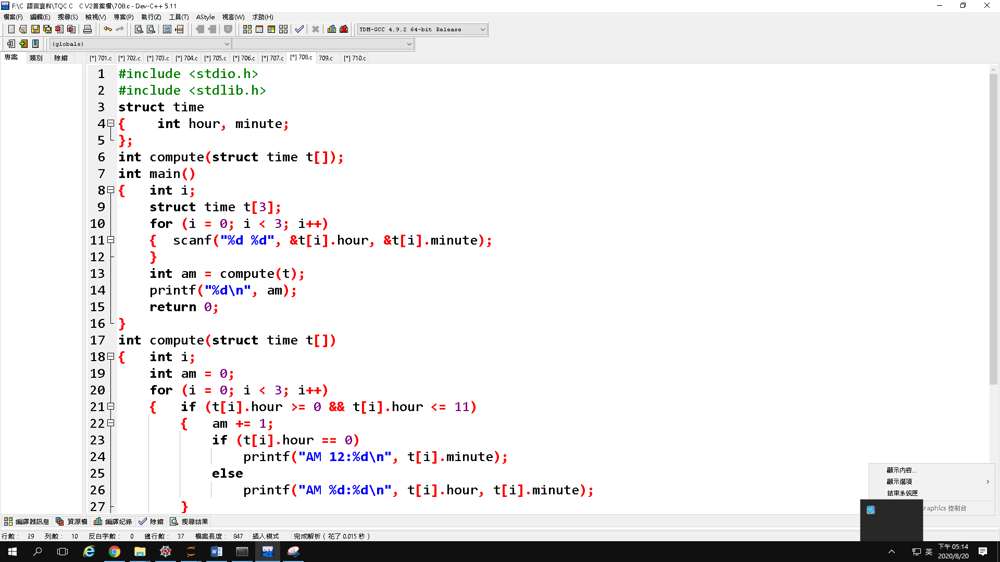 F:\C 語言資料\TQC C   C V2答案檔\708.c - Dev-C++ 5.11
檔案(F) 編輯(E) 搜尋(S) 檢視(V) 專案(P) 執行(Z) 工具(T) AStyle 視窗(W) 求助(H)
TDM-GCC 4.9.2 64-bit Release
(globals)
專案 類別 除錯 [*] 701.c [*] 702.c [*] 703.c [*] 704.c [*] 705.c [*] 706.c [*] 707.c [*] 708.c 709.c [*] 710.c
1 #include <stdio.h>
2 #include <stdlib.h>
3 struct time
4 {    int hour, minute;
5 };
6 int compute(struct time t[]);
7 int main()
8 {   int i;
9     struct time t[3];
10     for (i = 0; i < 3; i++)
11     {  scanf("%d %d", &t[i].hour, &t[i].minute);
12     }
13     int am = compute(t);
14     printf("%d\n", am);
15     return 0;
16 }
17 int compute(struct time t[])
18 {   int i;
19     int am = 0;
20     for (i = 0; i < 3; i++)
21     {   if (t[i].hour >= 0 && t[i].hour <= 11)
22         {   am += 1;
23             if (t[i].hour == 0)
24                 printf("AM 12:%d\n", t[i].minute);
25             else
26                 printf("AM %d:%d\n", t[i].hour, t[i].minute);
27         }
顯示內容...
顯示選項
結束系統匣
raphics 控制台
編譯器訊息 資源檔 編譯紀錄 除錯 搜尋結果
行數： 29 列數： 10 反白字數： 0 總行數： 37 檔案長度： 847 插入模式 完成解析 ( 花了 0.015 秒 )
DEV
英
下午 05:14
2020/8/20